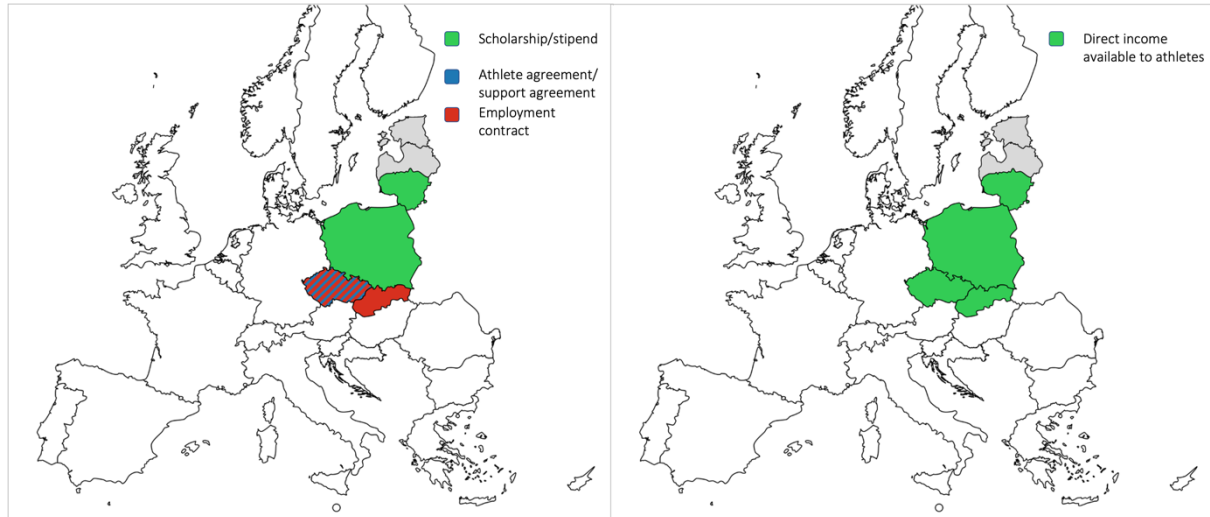 Scholarship/stipend
Athlete agreement/
support agreement
Employment
contract
Direct income
available to athletes